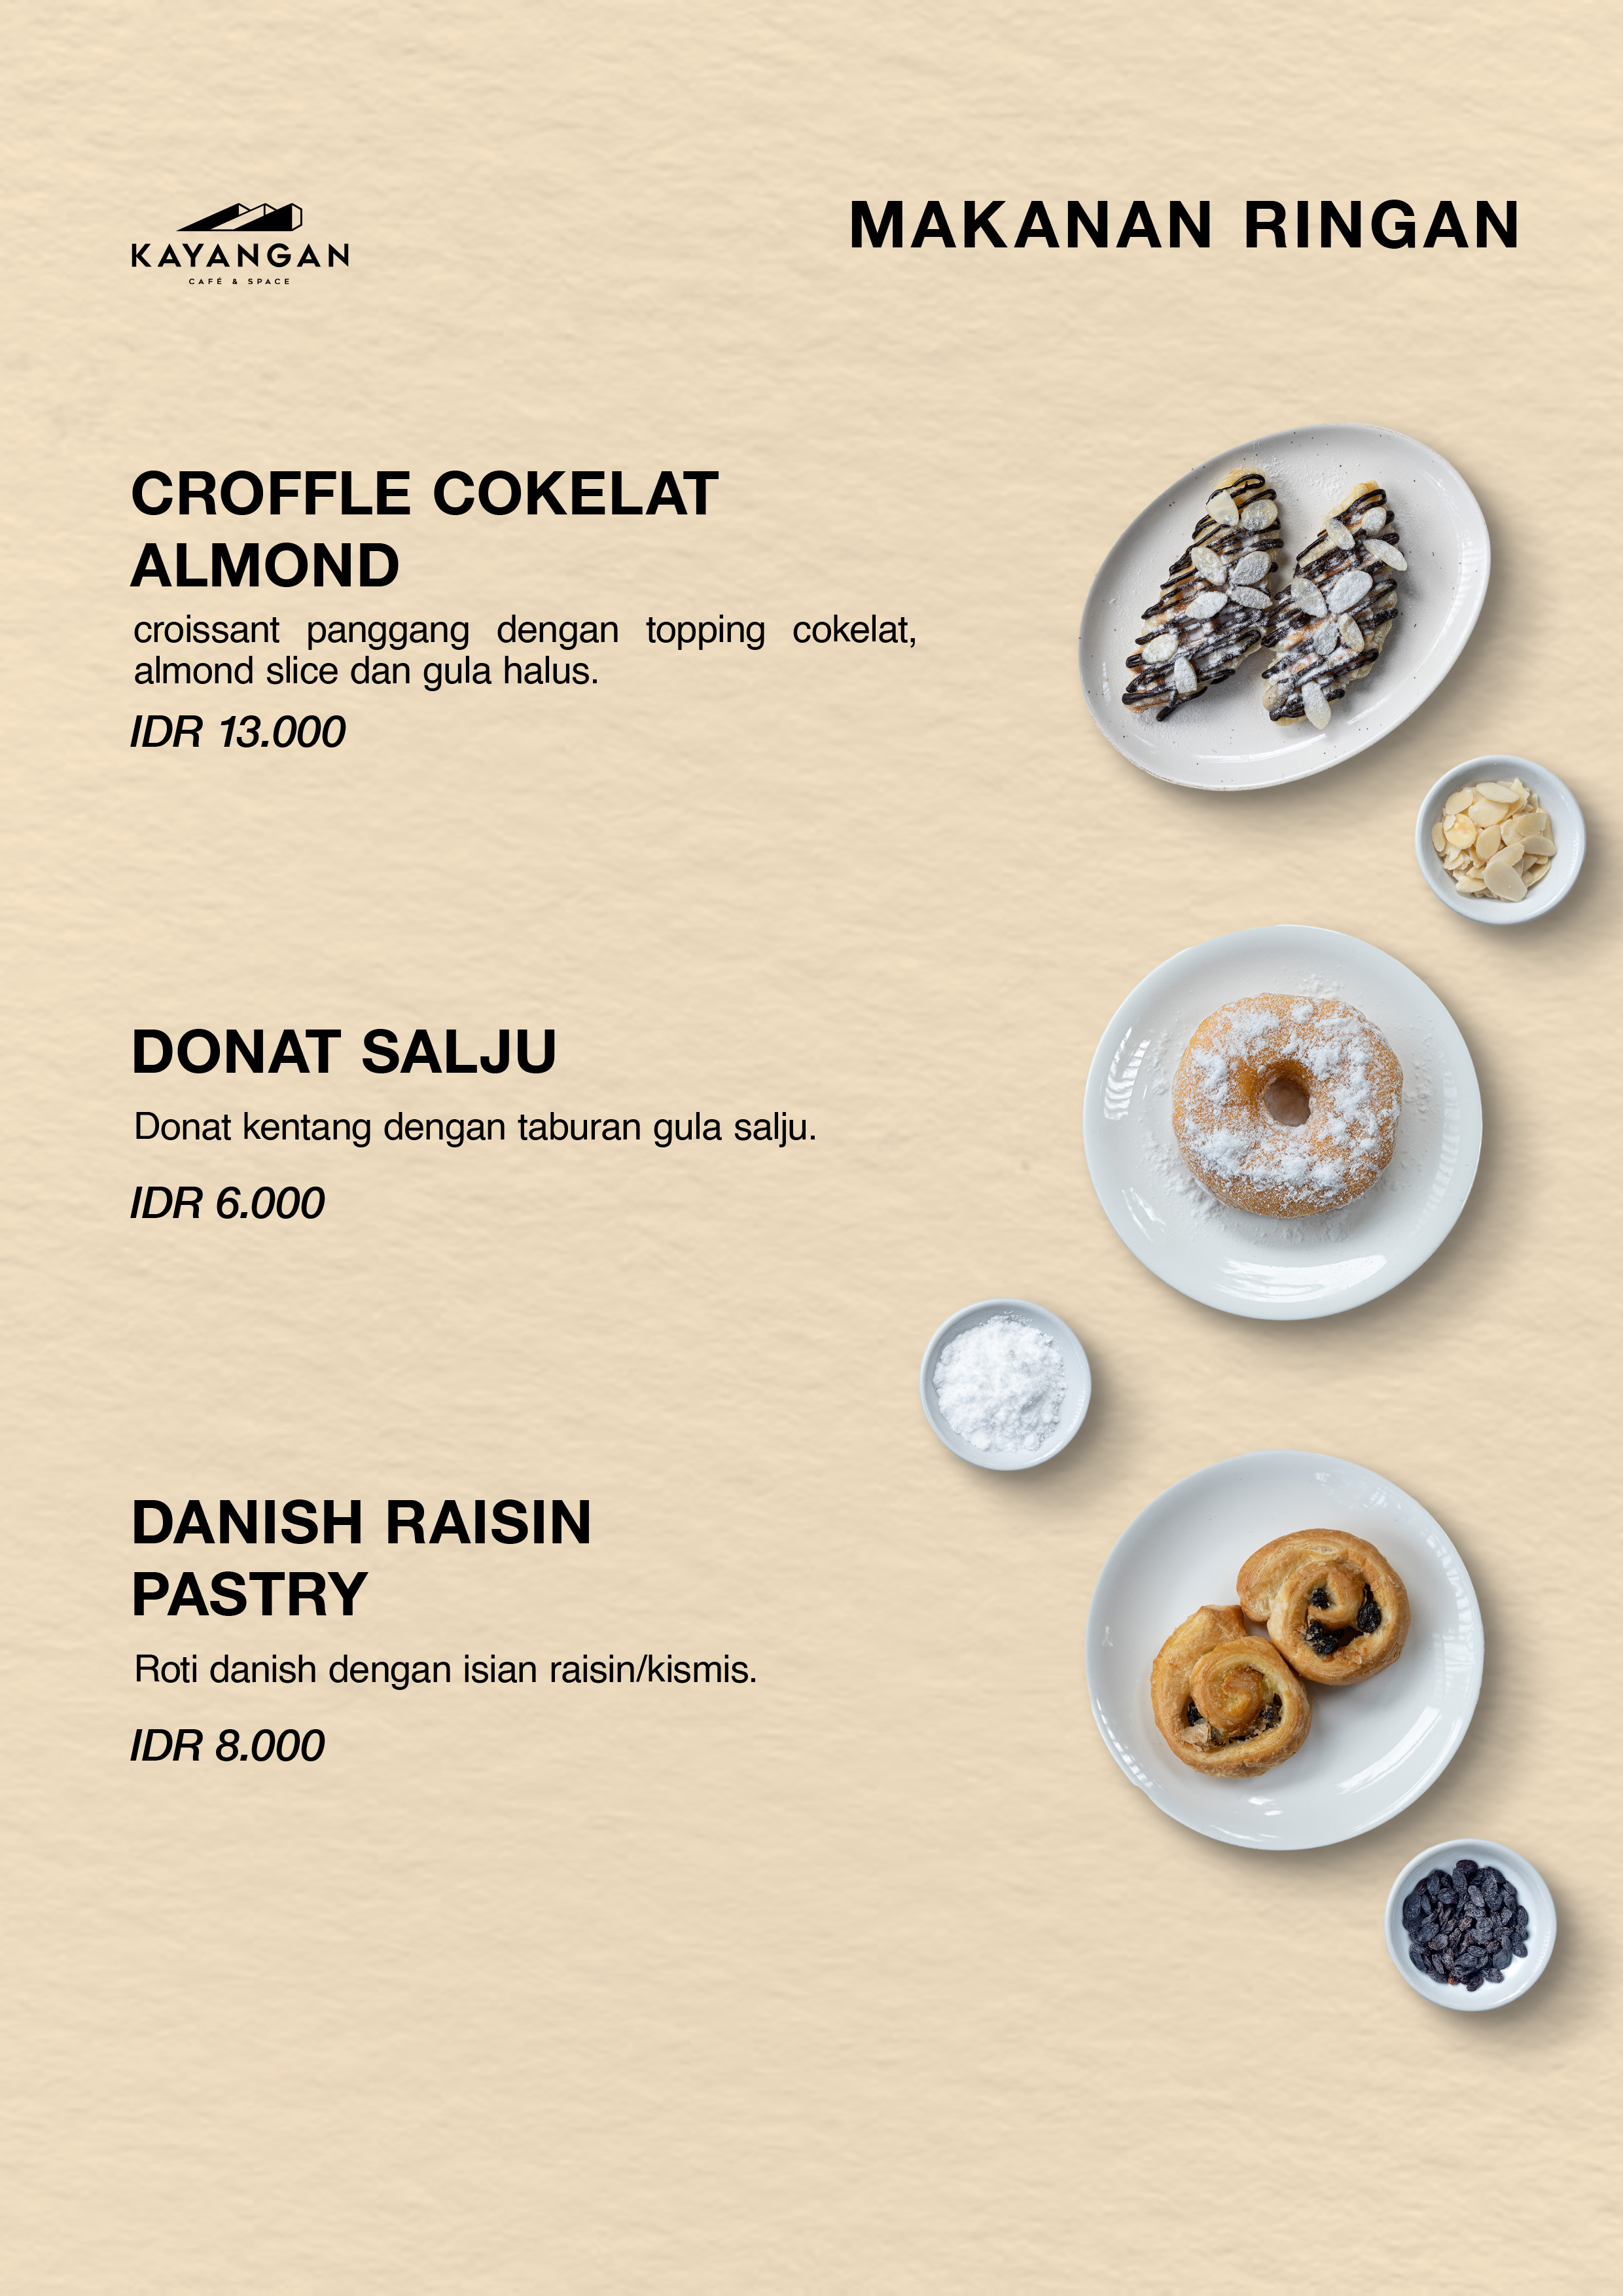 KAYANGAN
CAFÉ & SPACE
MAKANAN RINGAN
CROFFLE COKELAT
ALMOND
croissant panggang dengan topping cokelat,
almond slice dan gula halus.
IDR 13.000
DONAT SALJU
Donat kentang dengan taburan gula salju.
IDR 6.000
DANISH RAISIN
PASTRY
Roti danish dengan isian raisin/kismis.
IDR 8.000